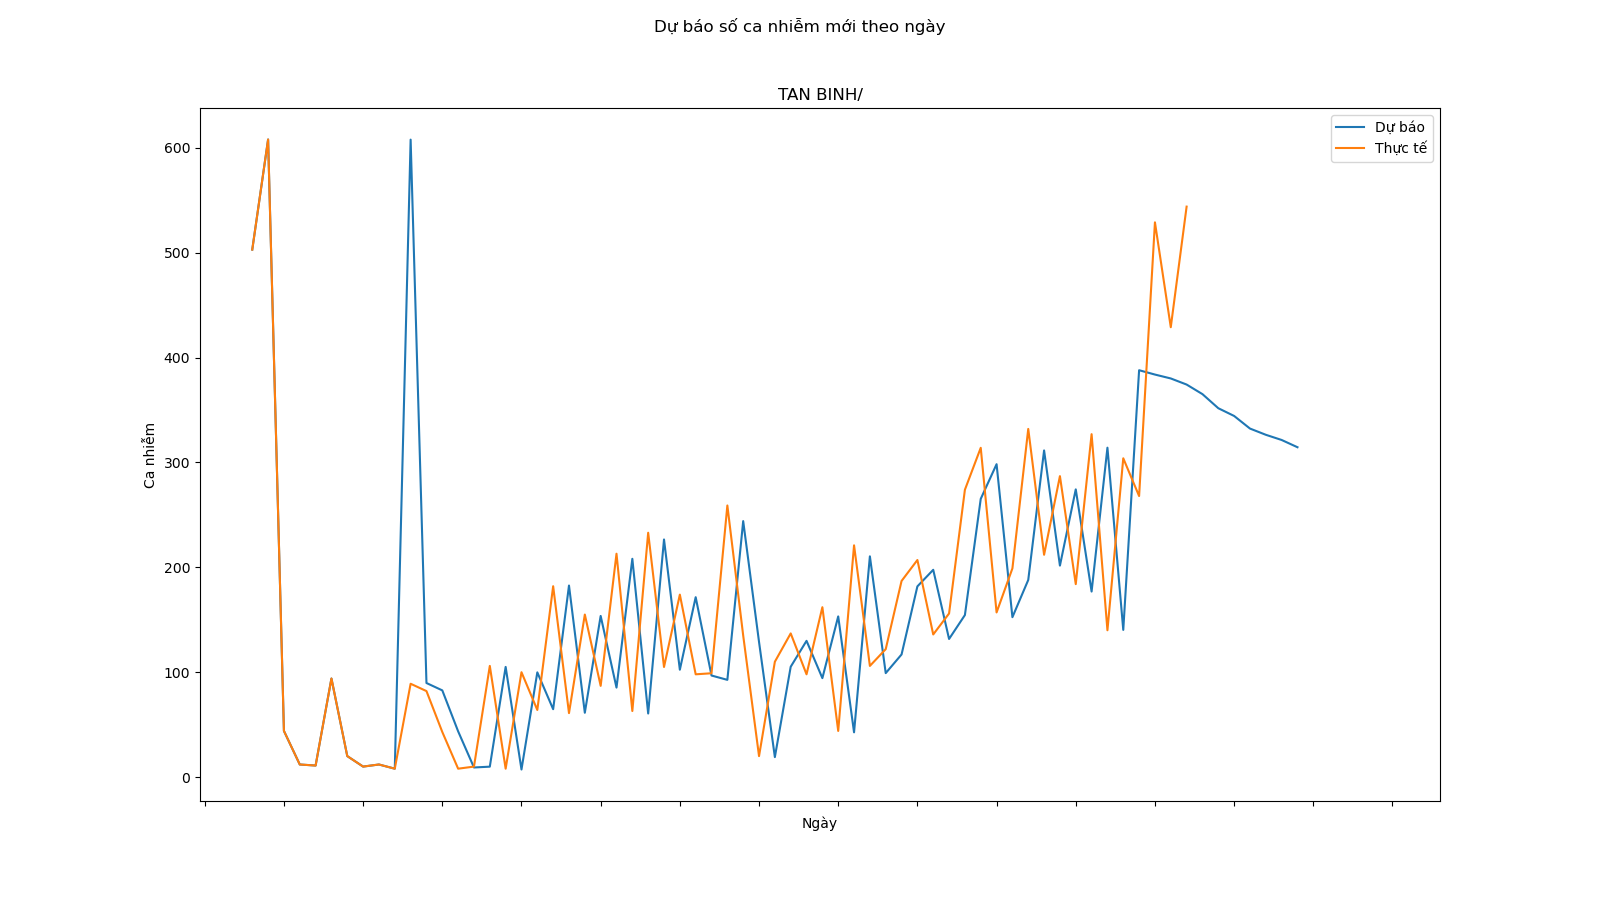 Dự báo số ca nhiễm mới theo ngày
TAN BINH/
Dự báo
Thực tế
600
500
400
300
200
100
0
Ca nhiễm
Ngày